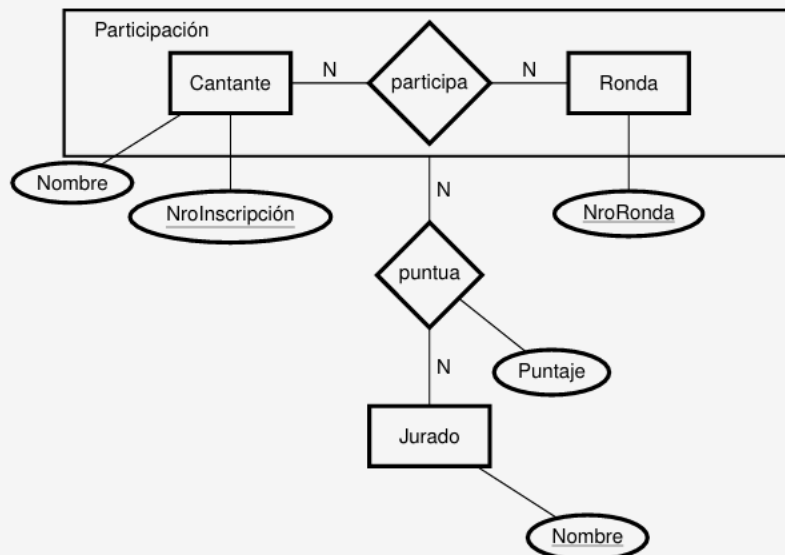 Participación
Cantante
N
participa
N
Ronda
Nombre
NroInscripción
N
NroRonda
puntua
Puntaje
N
Jurado
Nombre